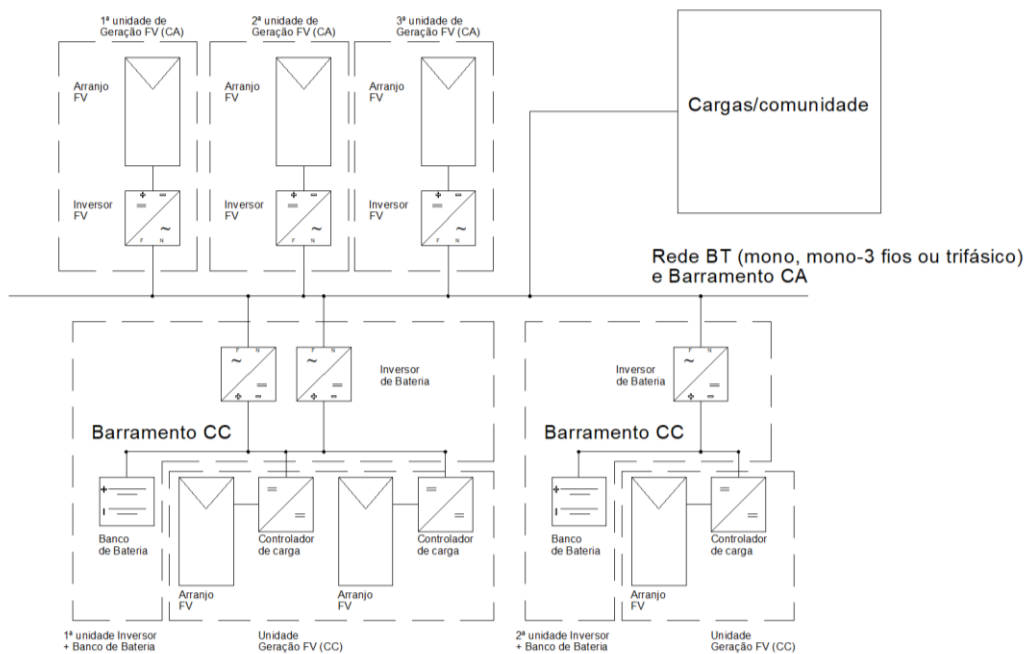 1ª unidade de
Geração FV (CA)
2ª unidade de
Geração FV (CA)
3ª unidade de
Geração FV (CA)
Arranjo
FV
Arranjo
FV
Arranjo
FV
Cargas/comunidade
Inversor
FV
Inversor
FV
Inversor
FV
F N
F N
F N
Rede BT (mono, mono-3 fios ou trifásico)
e Barramento CA
F N
F N
F N
Inversor
de Bateria
Inversor
de Bateria
Barramento CC
Barramento CC
Banco
de Bateria
Controlador
de carga
Controlador
de carga
Banco
de Bateria
Controlador
de carga
Arranjo
FV
Arranjo
FV
Arranjo
FV
1ª unidade Inversor
+ Banco de Bateria
Unidade
Geração FV (CC)
2ª unidade Inversor
+ Banco de Bateria
Unidade
Geração FV (CC)